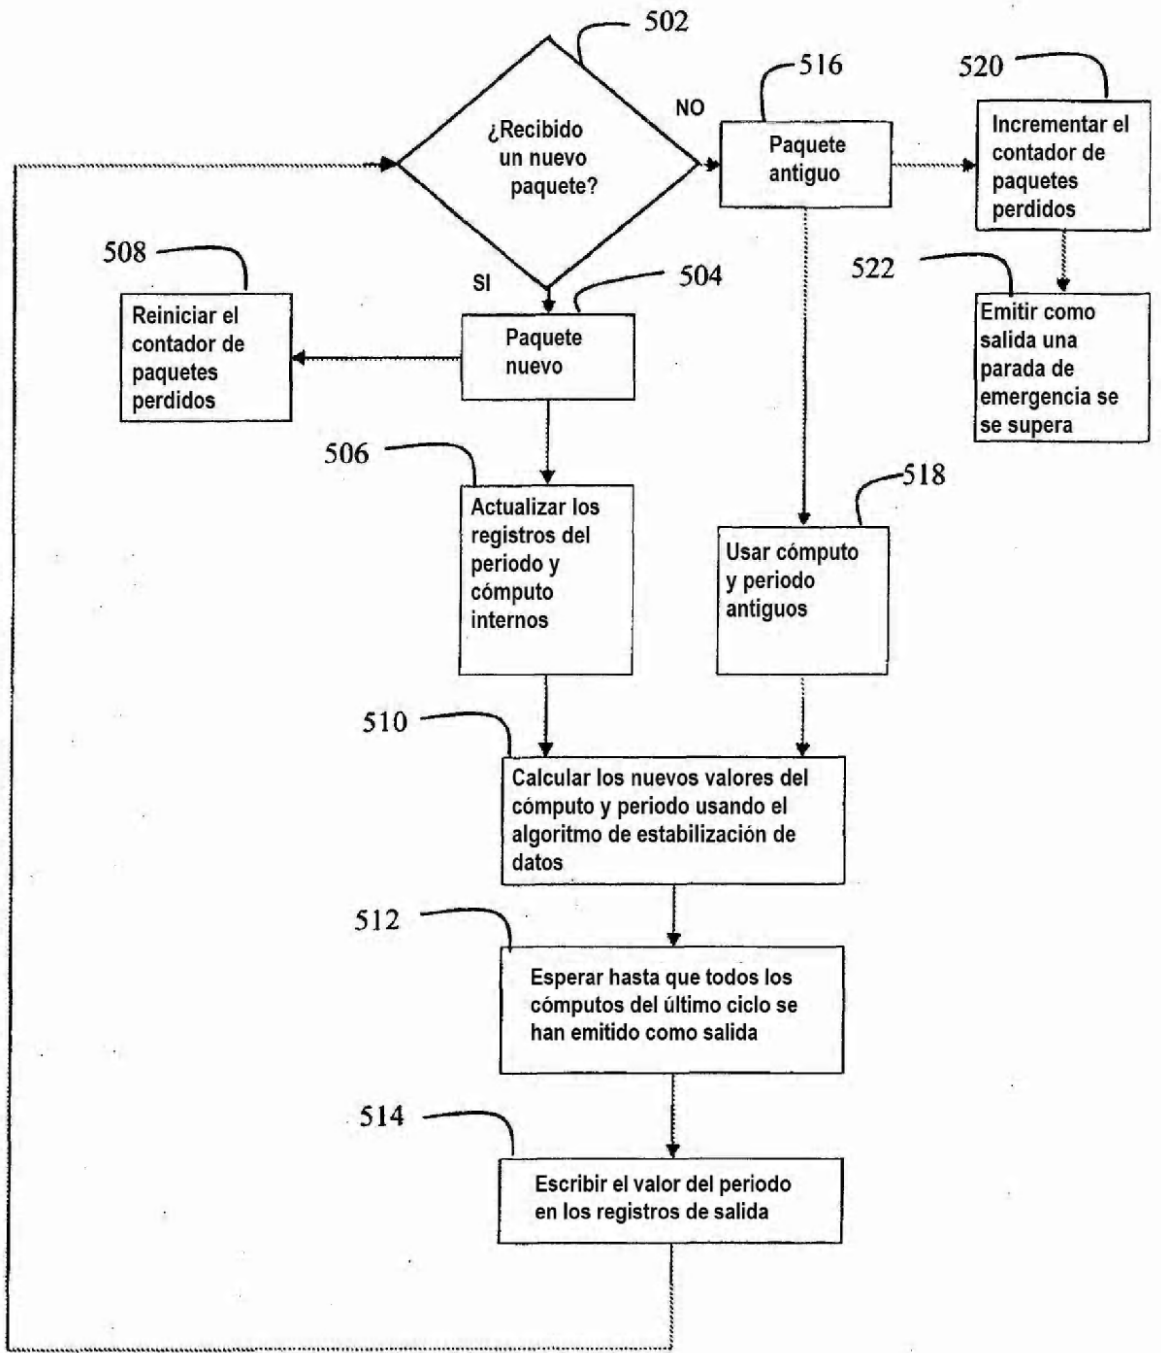 502
¿Recibido
un nuevo
paquete?
NO
SI
516
Paquete
antiguo
520
Incrementar el
contador de
paquetes
perdidos
522
Emitir como
salida una
parada de
emergencia se
se supera
504
Paquete
nuevo
508
Reiniciar el
contador de
paquetes
perdidos
506
Actualizar los
registros del
periodo y
cómputo
internos
518
Usar cómputo
y periodo
antiguos
510
Calcular los nuevos valores del
cómputo y periodo usando el
algoritmo de estabilización de
datos
512
Esperar hasta que todos los
cómputos del último ciclo se
han emitido como salida
514
Escribir el valor del periodo
en los registros de salida